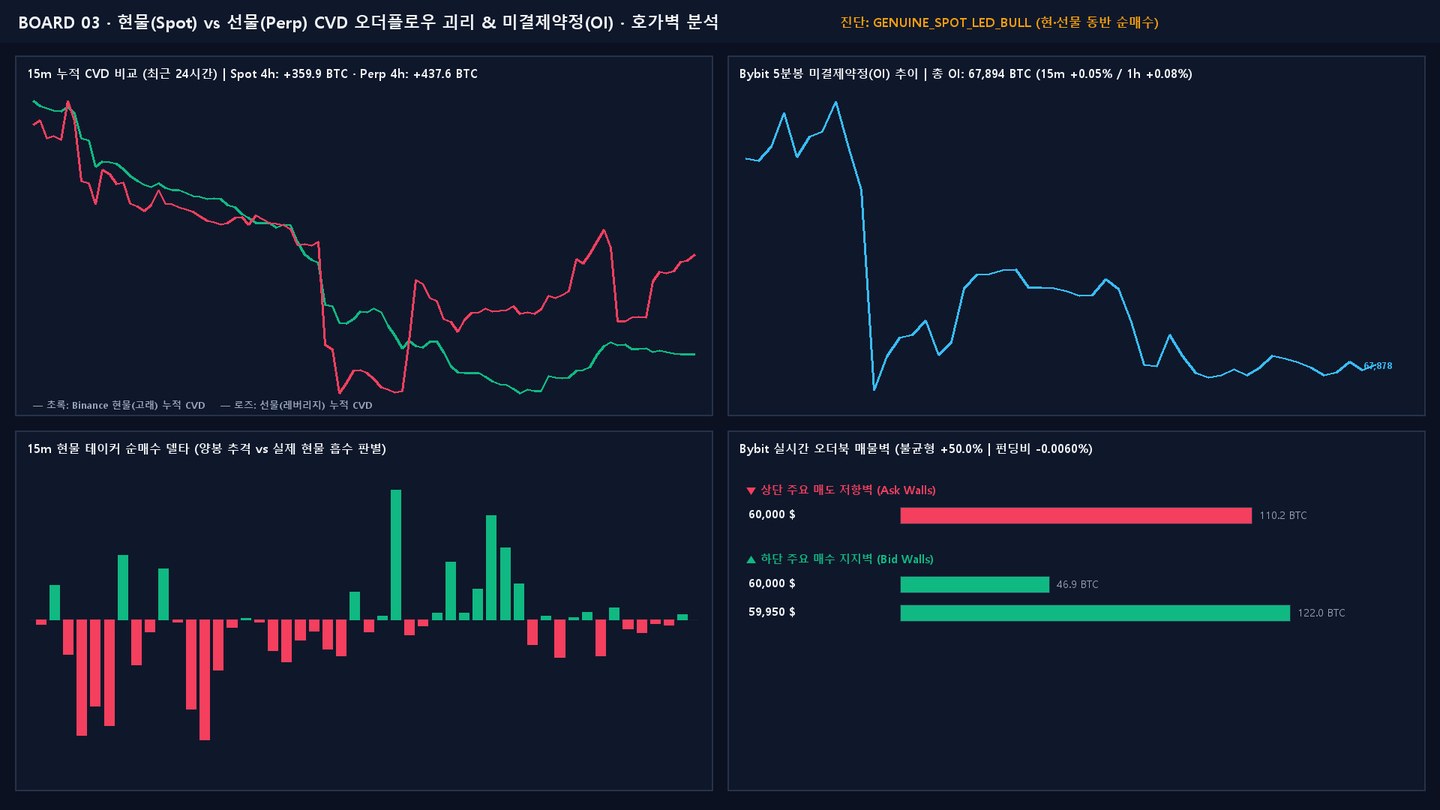 BOARD 03 · 현물(Spot) vs 선물(Perp) CVD 오더플로우 괴리 & 미결제약정(OI) · 호가벽 분석
진단: GENUINE_SPOT_LED_BULL (현·선물 동반 순매수)
15m 누적 CVD 비교 (최근 24시간) | Spot 4h: +359.9 BTC · Perp 4h: +437.6 BTC
— 초록: Binance 현물(고래) 누적 CVD — 로즈: 선물(레버리지) 누적 CVD
Bybit 5분봉 미결제약정(OI) 추이 | 총 OI: 67,894 BTC (15m +0.05% / 1h +0.08%)
67,878
15m 현물 테이커 순매수 델타 (양봉 추격 vs 실제 현물 흡수 판별)
Bybit 실시간 오더북 매물벽 (불균형 +50.0% | 펀딩비 -0.0060%)
▼ 상단 주요 매도 저항벽 (Ask Walls)
60,000 $ 110.2 BTC
▲ 하단 주요 매수 지지벽 (Bid Walls)
60,000 $ 46.9 BTC
59,950 $ 122.0 BTC